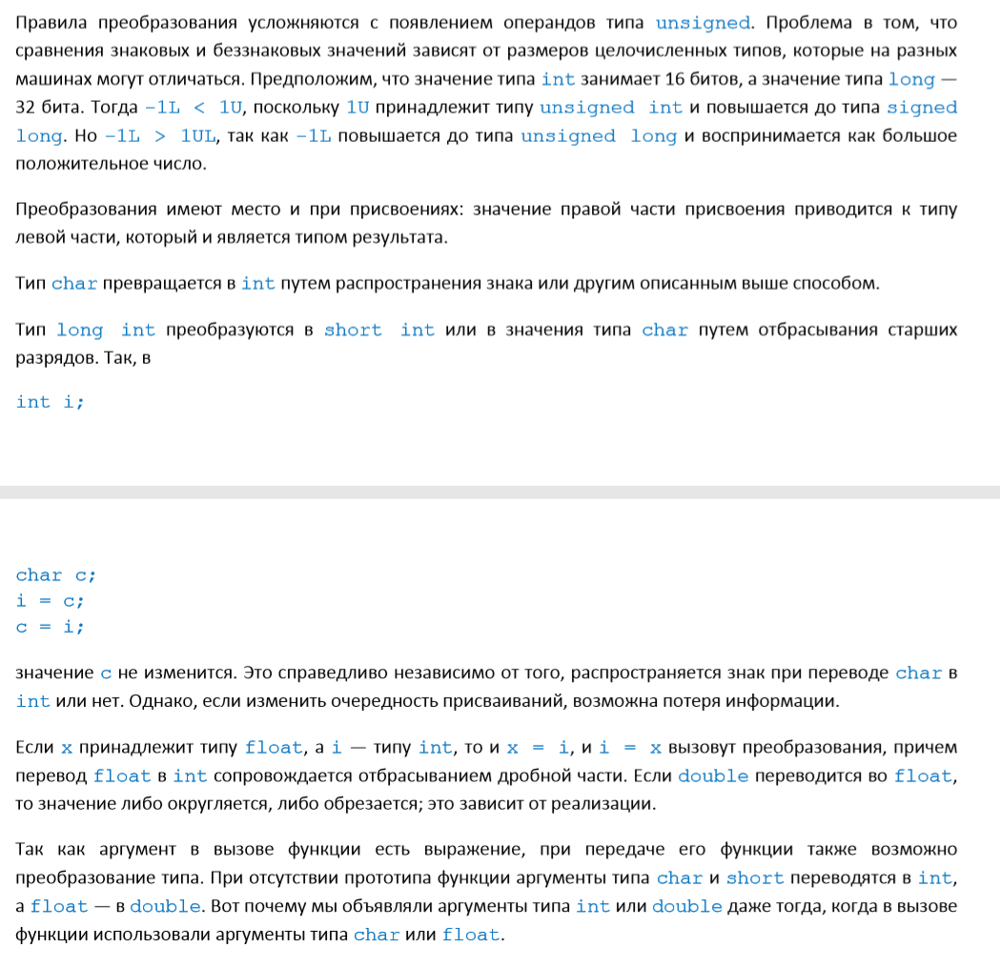 Правила преобразования усложняются с появлением операндов типа unsigned. Проблема в том, что
сравнения знаковых и беззнаковых значений зависят от размеров целочисленных типов, которые на разных
машинах могут отличаться. Предположим, что значение типа int занимает 16 битов, а значение типа long —
32 бита. Тогда -1L < 1U, поскольку 1U принадлежит типу unsigned int и повышается до типа signed
long. Но -1L > 1UL, так как -1L повышается до типа unsigned long и воспринимается как большое
положительное число.
Преобразования имеют место и при присвоениях: значение правой части присвоения приводится к типу
левой части, который и является типом результата.
Тип char превращается в int путем распространения знака или другим описанным выше способом.
Тип long int преобразуются в short int или в значения типа char путем отбрасывания старших
разрядов. Так, в
int i;
char c;
i = c;
c = i;
значение c не изменится. Это справедливо независимо от того, распространяется знак при переводе char в
int или нет. Однако, если изменить очередность присваиваний, возможна потеря информации.
Если x принадлежит типу float, а i — типу int, то и x = i, и i = x вызовут преобразования, причем
перевод float в int сопровождается отбрасыванием дробной части. Если double переводится во float,
то значение либо округляется, либо обрезается; это зависит от реализации.
Так как аргумент в вызове функции есть выражение, при передаче его функции также возможно
преобразование типа. При отсутствии прототипа функции аргументы типа char и short переводятся в int,
а float — в double. Вот почему мы объявляли аргументы типа int или double даже тогда, когда в вызове
функции использовали аргументы типа char или float.